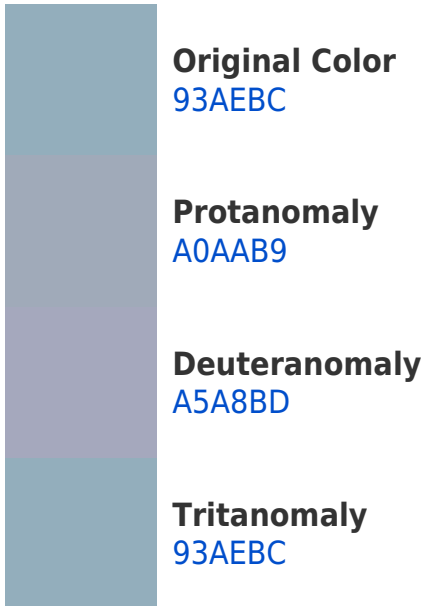 Original Color
93AEBC
Protanomaly
A0AAB9
Deuteranomaly
A5A8BD
Tritanomaly
93AEBC